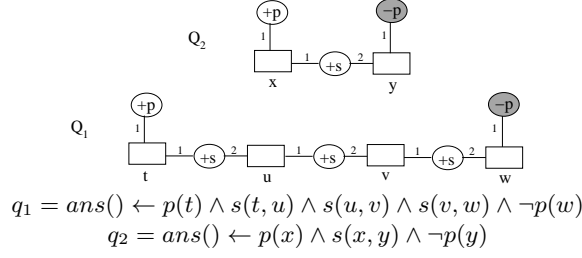 +p −p
1 1
Q2 1 +s 2
x y
+p −p
Q1 1 1
1 +s 2 1 +s 2 1 +s 2
t u v w
q1 = ans() ← p(t) ∧ s(t, u) ∧ s(u, v) ∧ s(v, w) ∧ ¬p(w)
q2 = ans() ← p(x) ∧ s(x, y) ∧ ¬p(y)